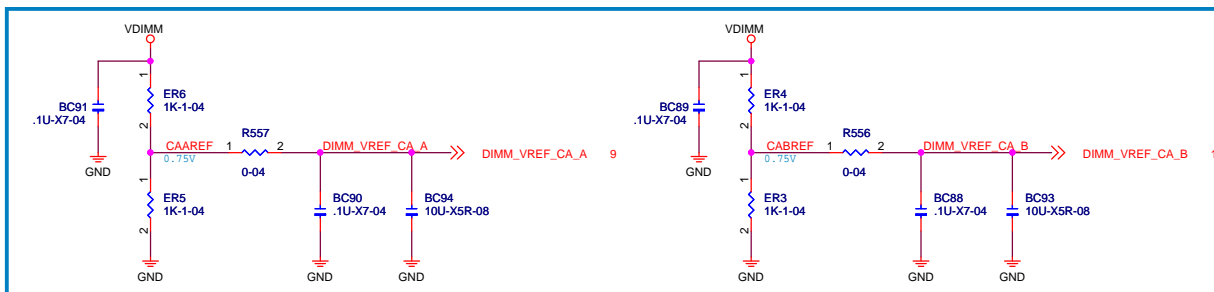 VDIMM
1
ER6
1K-1-04
2
BC91
.1U-X7-04
GND
CAAREF
0.75V
1
R557
2
0-04
DIMM_VREF_CA_A
DIMM_VREF_CA_A 9
1
ER5
1K-1-04
2
GND
BC90
.1U-X7-04
GND
BC94
10U-X5R-08
GND
VDIMM
1
ER4
1K-1-04
2
BC89
.1U-X7-04
GND
CABREF
0.75V
1
R556
2
0-04
DIMM_VREF_CA_B
DIMM_VREF_CA_B
1
ER3
1K-1-04
2
GND
BC88
.1U-X7-04
GND
BC93
10U-X5R-08
GND